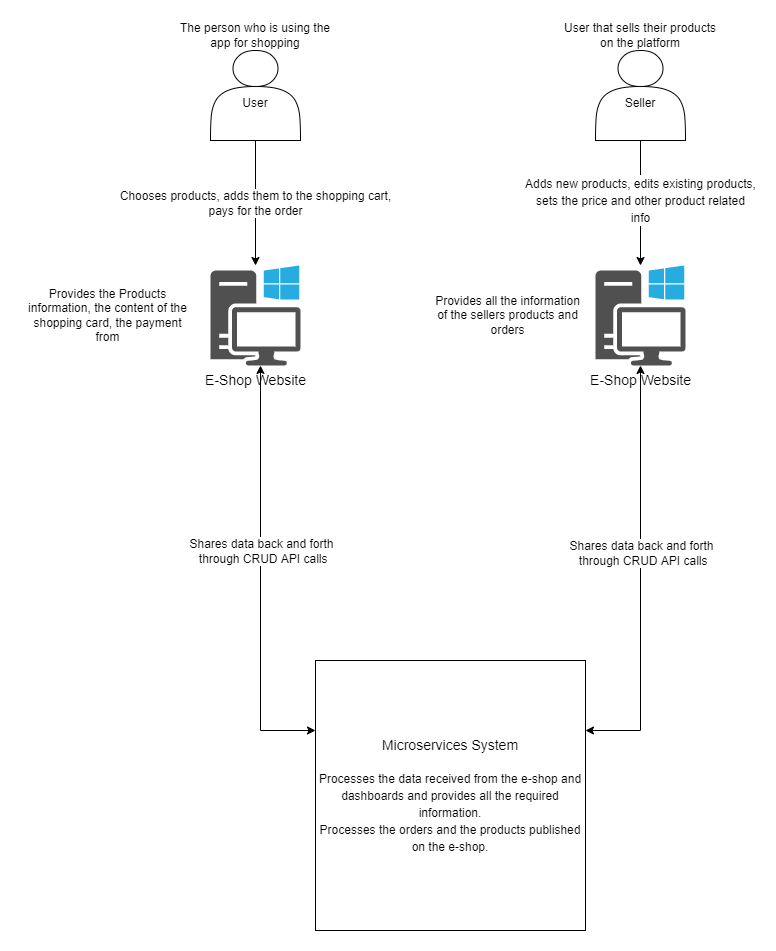 The person who is using the
app for shopping
User
Chooses products, adds them to the shopping cart,
pays for the order
Provides the Products
information, the content of the
shopping card, the payment
from
E-Shop Website
Shares data back and forth
through CRUD API calls
User that sells their products
on the platform
Seller
Adds new products, edits existing products,
sets the price and other product related
info
Provides all the information
of the sellers products and
orders
E-Shop Website
Shares data back and forth
through CRUD API calls
Microservices System
Processes the data received from the e-shop and
dashboards and provides all the required
information.
Processes the orders and the products published
on the e-shop.